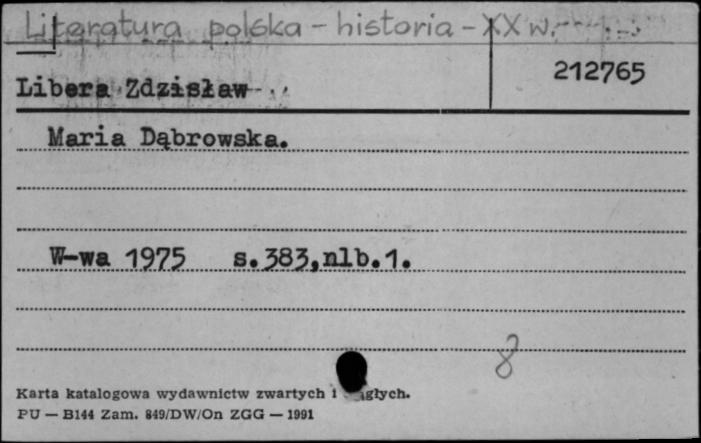 Literatura polska - historia - XX w.
212765
Libera Zdzisław
Maria Dąbrowska.
W-wa 1975 s.383,nlb.1.
8
Karta katalogowa wydawnictw zwartych i
PU — B144 Zam. 849/DW/On ZGG — 1991